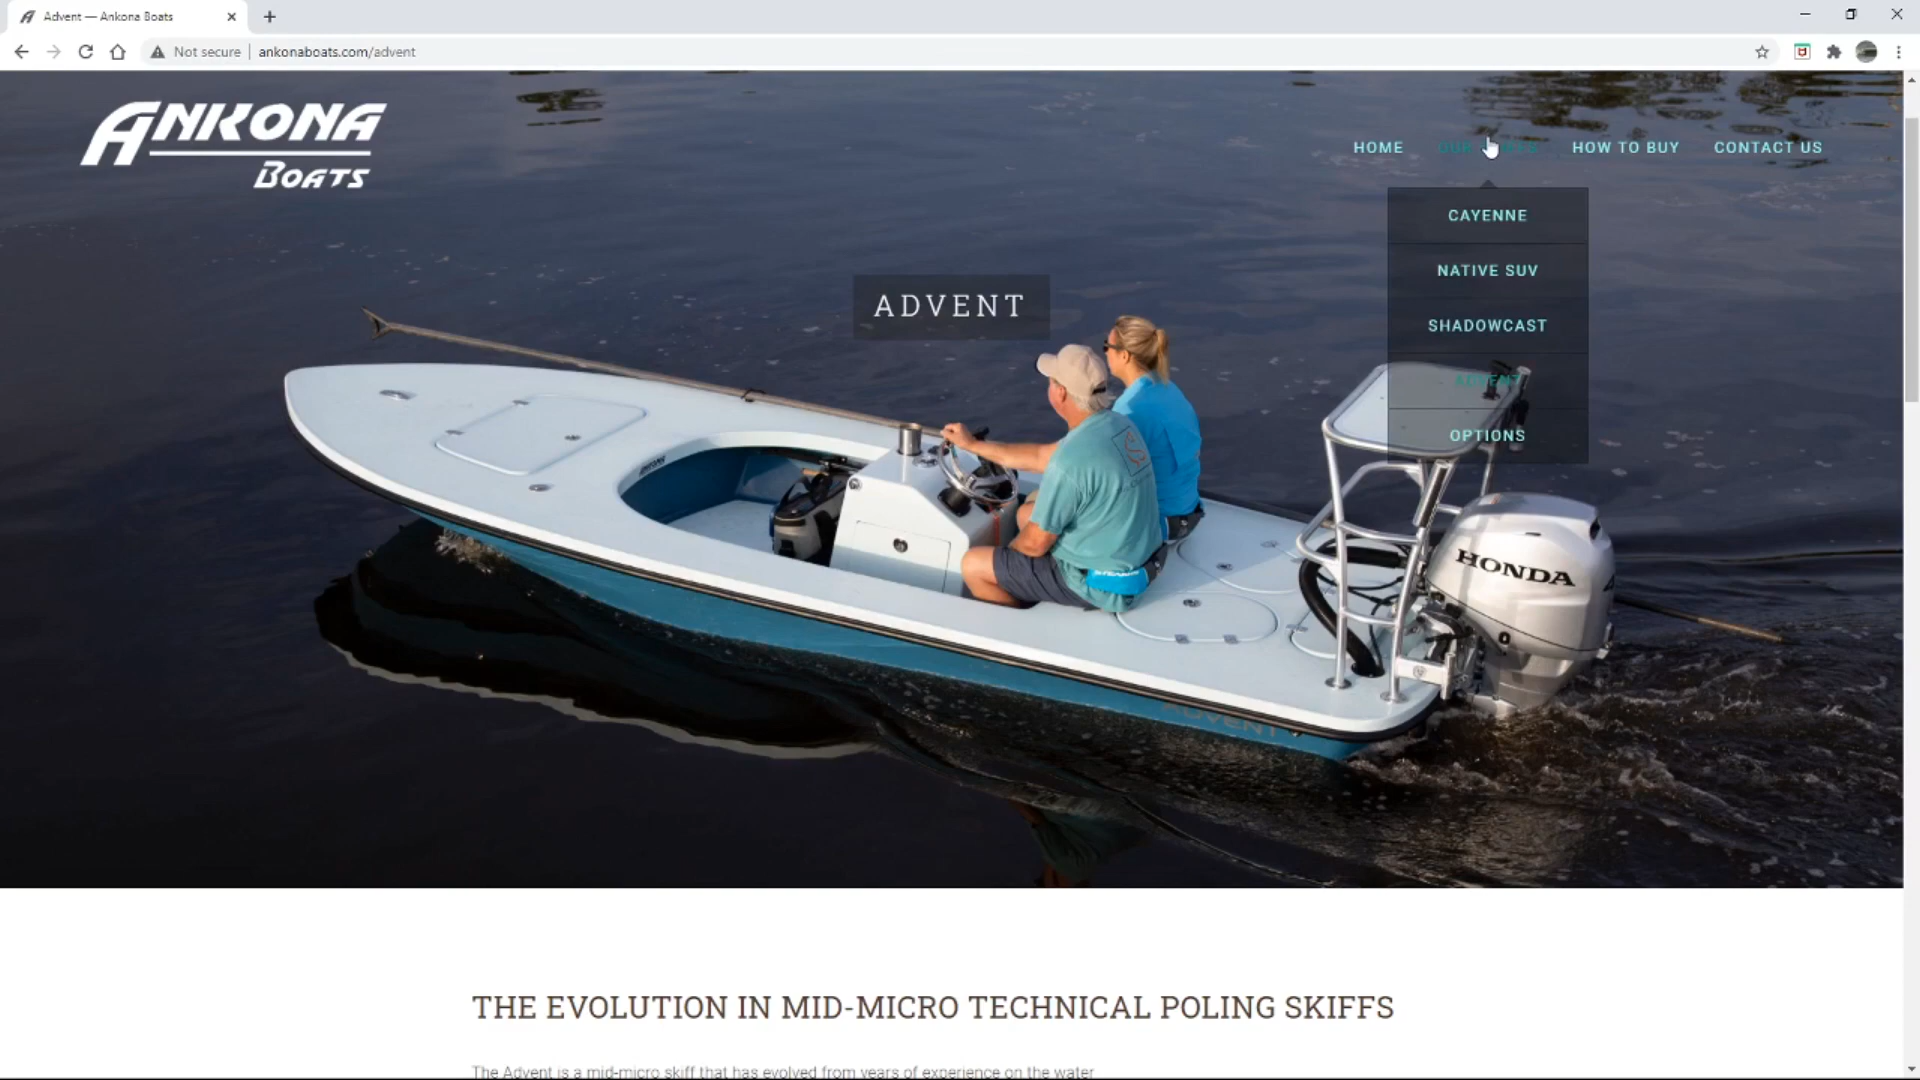 Advent — Ankona Boats
Not secure
ankonaboats.com/advent
ANKONA
BOATS
HOME
HOW TO BUY
CONTACT US
CAYENNE
NATIVE SUV
SHADOWCAST
ADVENT
OPTIONS
ADVENT
HONDA
ADVENT
THE EVOLUTION IN MID-MICRO TECHNICAL POLING SKIFFS
The Advent is a mid-micro skiff that has evolved from years of experience on the water